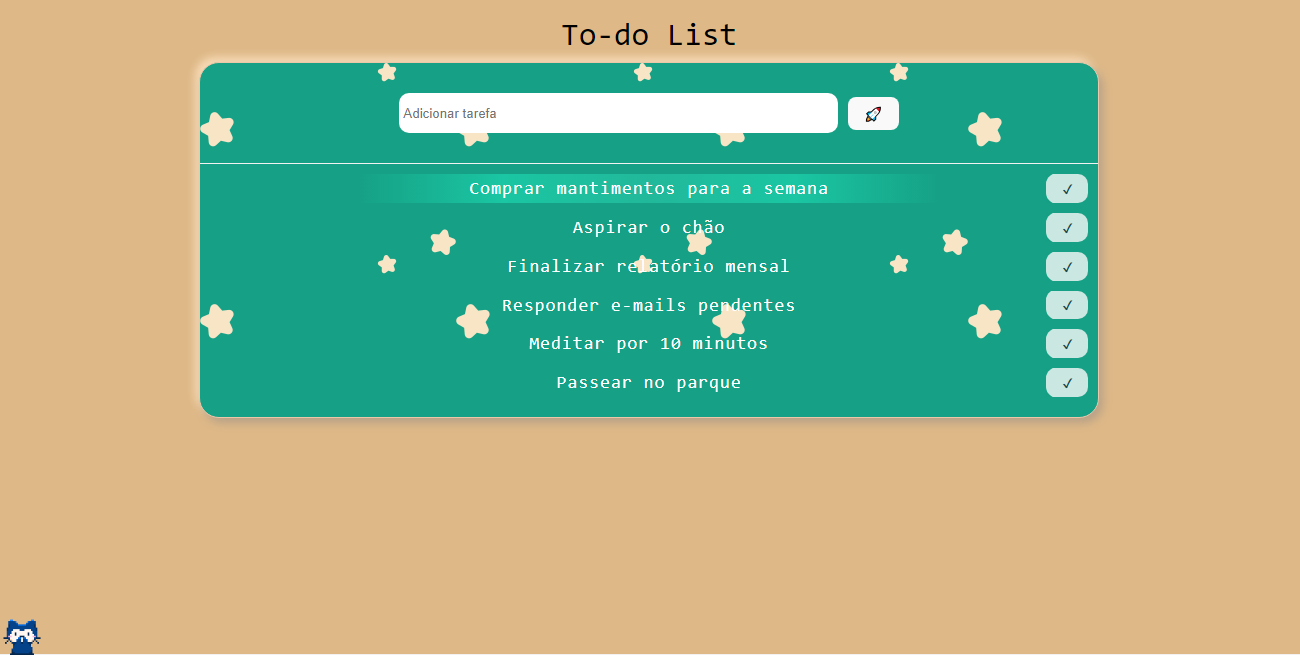 To-do List
Adicionar tarefa
Comprar mantimentos para a semana
Aspirar o chão
Finalizar relatório mensal
Responder e-mails pendentes
Meditar por 10 minutos
Passear no parque